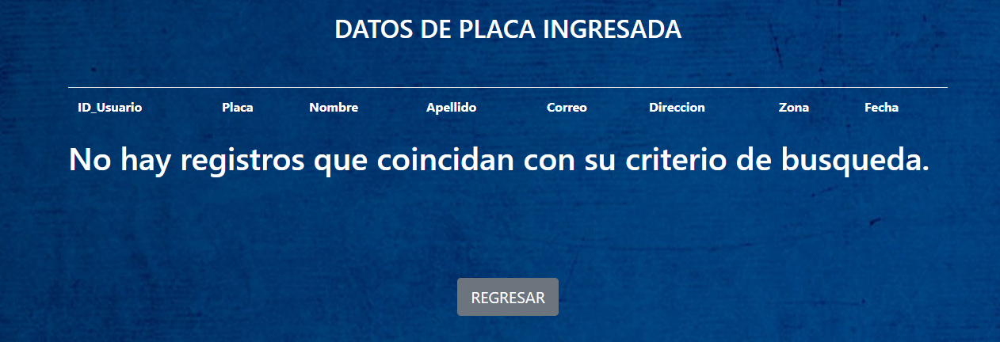 DATOS DE PLACA INGRESADA
ID_Usuario Placa Nombre Apellido Correo Direccion Zona Fecha
No hay registros que coincidan con su criterio de busqueda.
REGRESAR